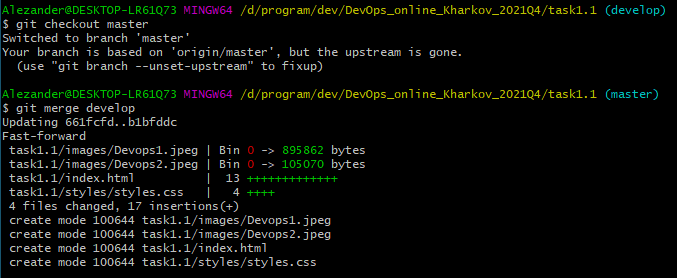 Alezander@DESKTOP-LR61Q73 MINGW64 /d/program/dev/DevOps_online_Kharkov_2021Q4/task1.1 (develop)
$ git checkout master
Switched to branch 'master'
Your branch is based on 'origin/master', but the upstream is gone.
  (use "git branch --unset-upstream" to fixup)

Alezander@DESKTOP-LR61Q73 MINGW64 /d/program/dev/DevOps_online_Kharkov_2021Q4/task1.1 (master)
$ git merge develop
Updating 661fcfd..b1bfddc
Fast-forward
 task1.1/images/Devops1.jpeg | Bin 0 -> 895862 bytes
 task1.1/images/Devops2.jpeg | Bin 0 -> 105070 bytes
 task1.1/index.html          |  13 +++++++++++++
 task1.1/styles/styles.css   |   4 ++++
 4 files changed, 17 insertions(+)
 create mode 100644 task1.1/images/Devops1.jpeg
 create mode 100644 task1.1/images/Devops2.jpeg
 create mode 100644 task1.1/index.html
 create mode 100644 task1.1/styles/styles.css